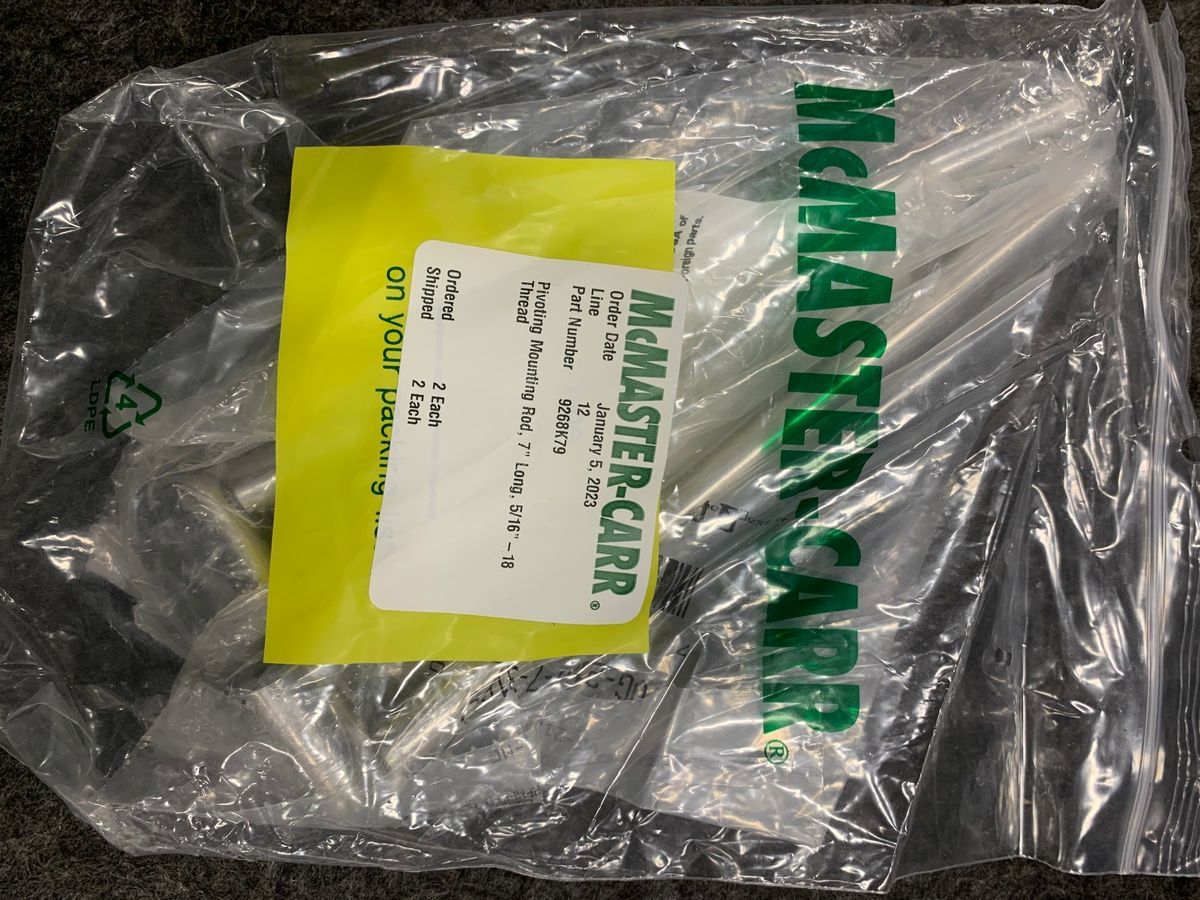 McMASTER-CARR®
McMASTER-CARR®
Order Date January 5, 2023
Line 12
Part Number 9268K79
Pivoting Mounting Rod, 7" Long, 5/16" – 18
Thread
Ordered 2 Each
Shipped 2 Each
on your packing
4
LDPE